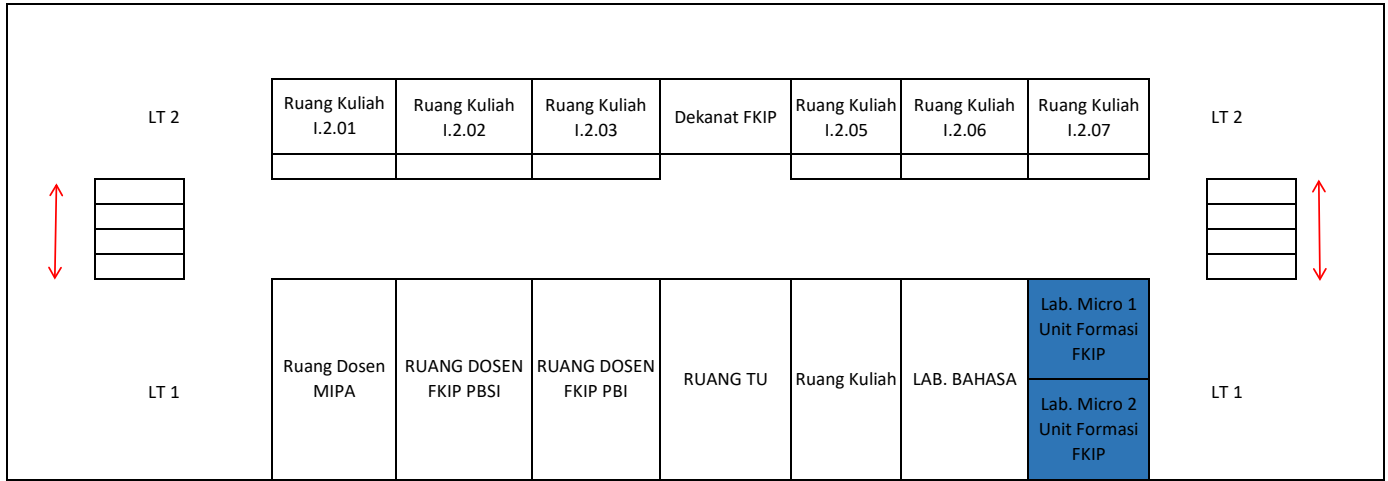 LT 2
Ruang Kuliah
I.2.01
Ruang Kuliah
I.2.02
Ruang Kuliah
I.2.03
Dekanat FKIP
Ruang Kuliah
I.2.05
Ruang Kuliah
I.2.06
Ruang Kuliah
I.2.07
LT 2
LT 1
Ruang Dosen
MIPA
RUANG DOSEN
FKIP PBSI
RUANG DOSEN
FKIP PBI
RUANG TU
Ruang Kuliah
LAB. BAHASA
Lab. Micro 1
Unit Formasi
FKIP
Lab. Micro 2
Unit Formasi
FKIP
LT 1